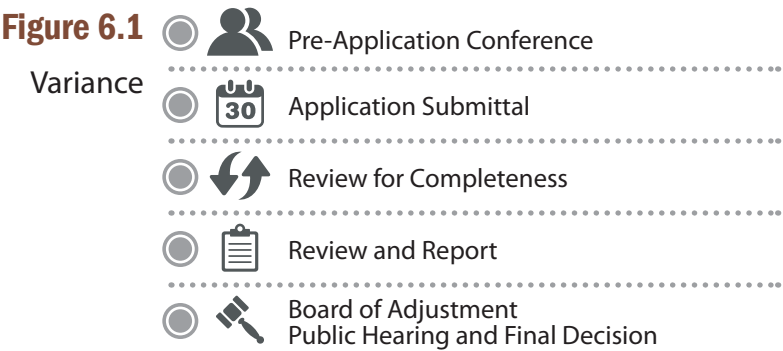 Figure 6.1
Variance
Pre-Application Conference
30
Application Submittal
Review for Completeness
Review and Report
Board of Adjustment
Public Hearing and Final Decision